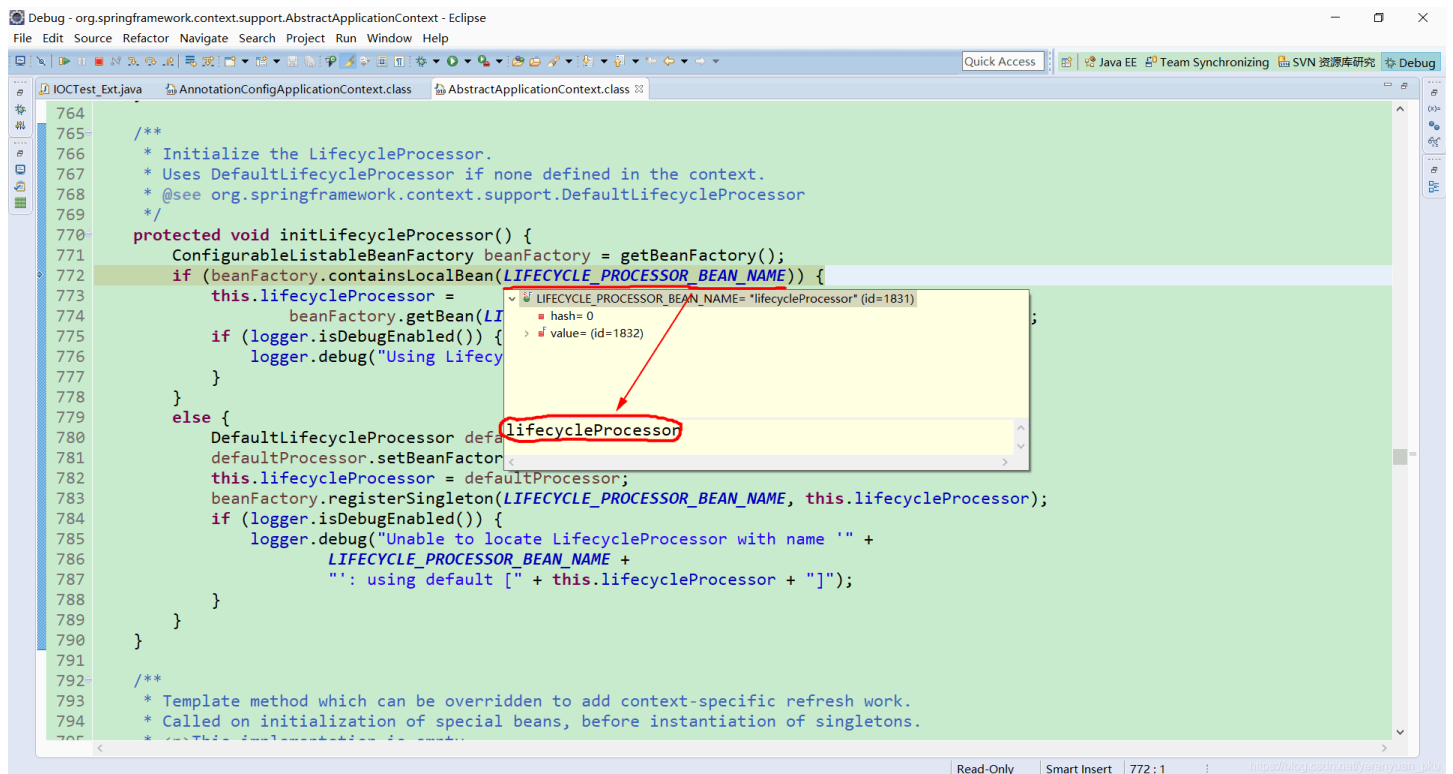 Debug - org.springframework.context.support.AbstractApplicationContext - Eclipse
File Edit Source Refactor Navigate Search Project Run Window Help
Quick Access Java EE Team Synchronizing SVN 资源库研究 Debug
IOCTest_Ext.java AnnotationConfigApplicationContext.class AbstractApplicationContext.class
764
765 /**
766 * Initialize the LifecycleProcessor.
767 * Uses DefaultLifecycleProcessor if none defined in the context.
768 * @see org.springframework.context.support.DefaultLifecycleProcessor
769 */
770 protected void initLifecycleProcessor() {
771 ConfigurableListableBeanFactory beanFactory = getBeanFactory();
772 if (beanFactory.containsLocalBean(LIFECYCLE_PROCESSOR_BEAN_NAME)) {
773 this.lifecycleProcessor =
LIFECYCLE_PROCESSOR_BEAN_NAME= "lifecycleProcessor" (id=1831)
774 beanFactory.getBean(LI ;
hash= 0
775 if (logger.isDebugEnabled()) {
value= (id=1832)
776 logger.debug("Using Lifecy
777 }
778 }
779 else {
780 DefaultLifecycleProcessor defa
lifecycleProcessor
781 defaultProcessor.setBeanFactor
782 this.lifecycleProcessor = defaultProcessor;
783 beanFactory.registerSingleton(LIFECYCLE_PROCESSOR_BEAN_NAME, this.lifecycleProcessor);
784 if (logger.isDebugEnabled()) {
785 logger.debug("Unable to locate LifecycleProcessor with name '" +
786 LIFECYCLE_PROCESSOR_BEAN_NAME +
787 "': using default [" + this.lifecycleProcessor + "]");
788 }
789 }
790 }
791
792 /**
793 * Template method which can be overridden to add context-specific refresh work.
794 * Called on initialization of special beans, before instantiation of singletons.
795 * <p>This implementation is empty.
Read-Only Smart Insert 772 : 1